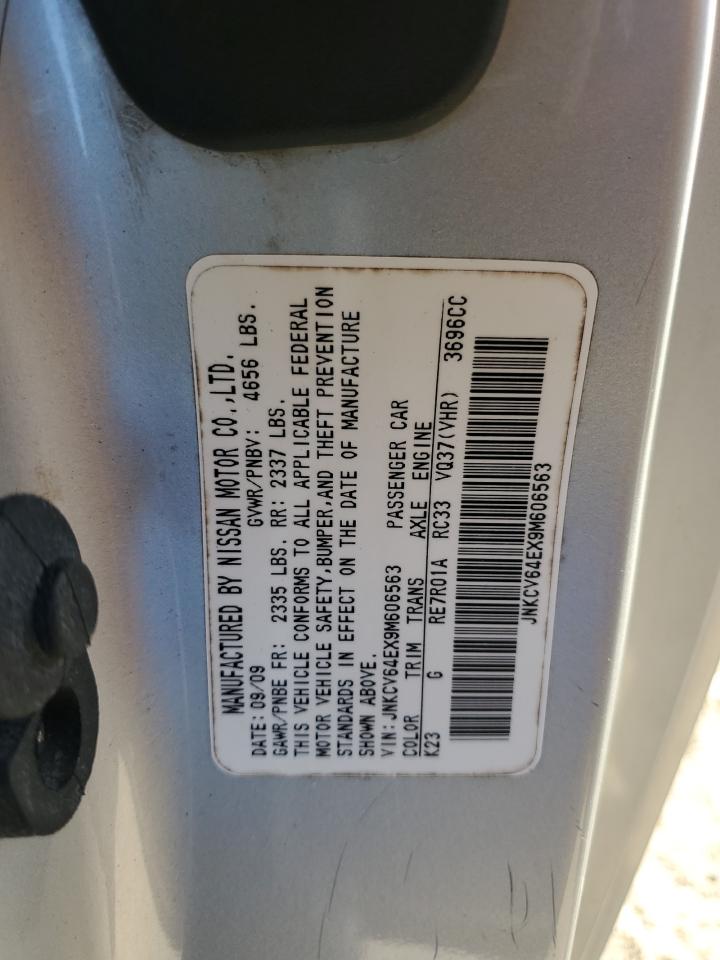 MANUFACTURED BY NISSAN MOTOR CO.,LTD.
DATE: 09/09 GVWR/PNBV: 4656 LBS.
GAWR/PNBE FR: 2335 LBS. RR: 2337 LBS.
THIS VEHICLE CONFORMS TO ALL APPLICABLE FEDERAL
MOTOR VEHICLE SAFETY,BUMPER,AND THEFT PREVENTION
STANDARDS IN EFFECT ON THE DATE OF MANUFACTURE
SHOWN ABOVE.
VIN:JNKCV64EX9M606563 PASSENGER CAR
COLOR TRIM TRANS AXLE ENGINE
K23 G RE7R01A RC33 VQ37(VHR) 3696CC
JNKCV64EX9M606563